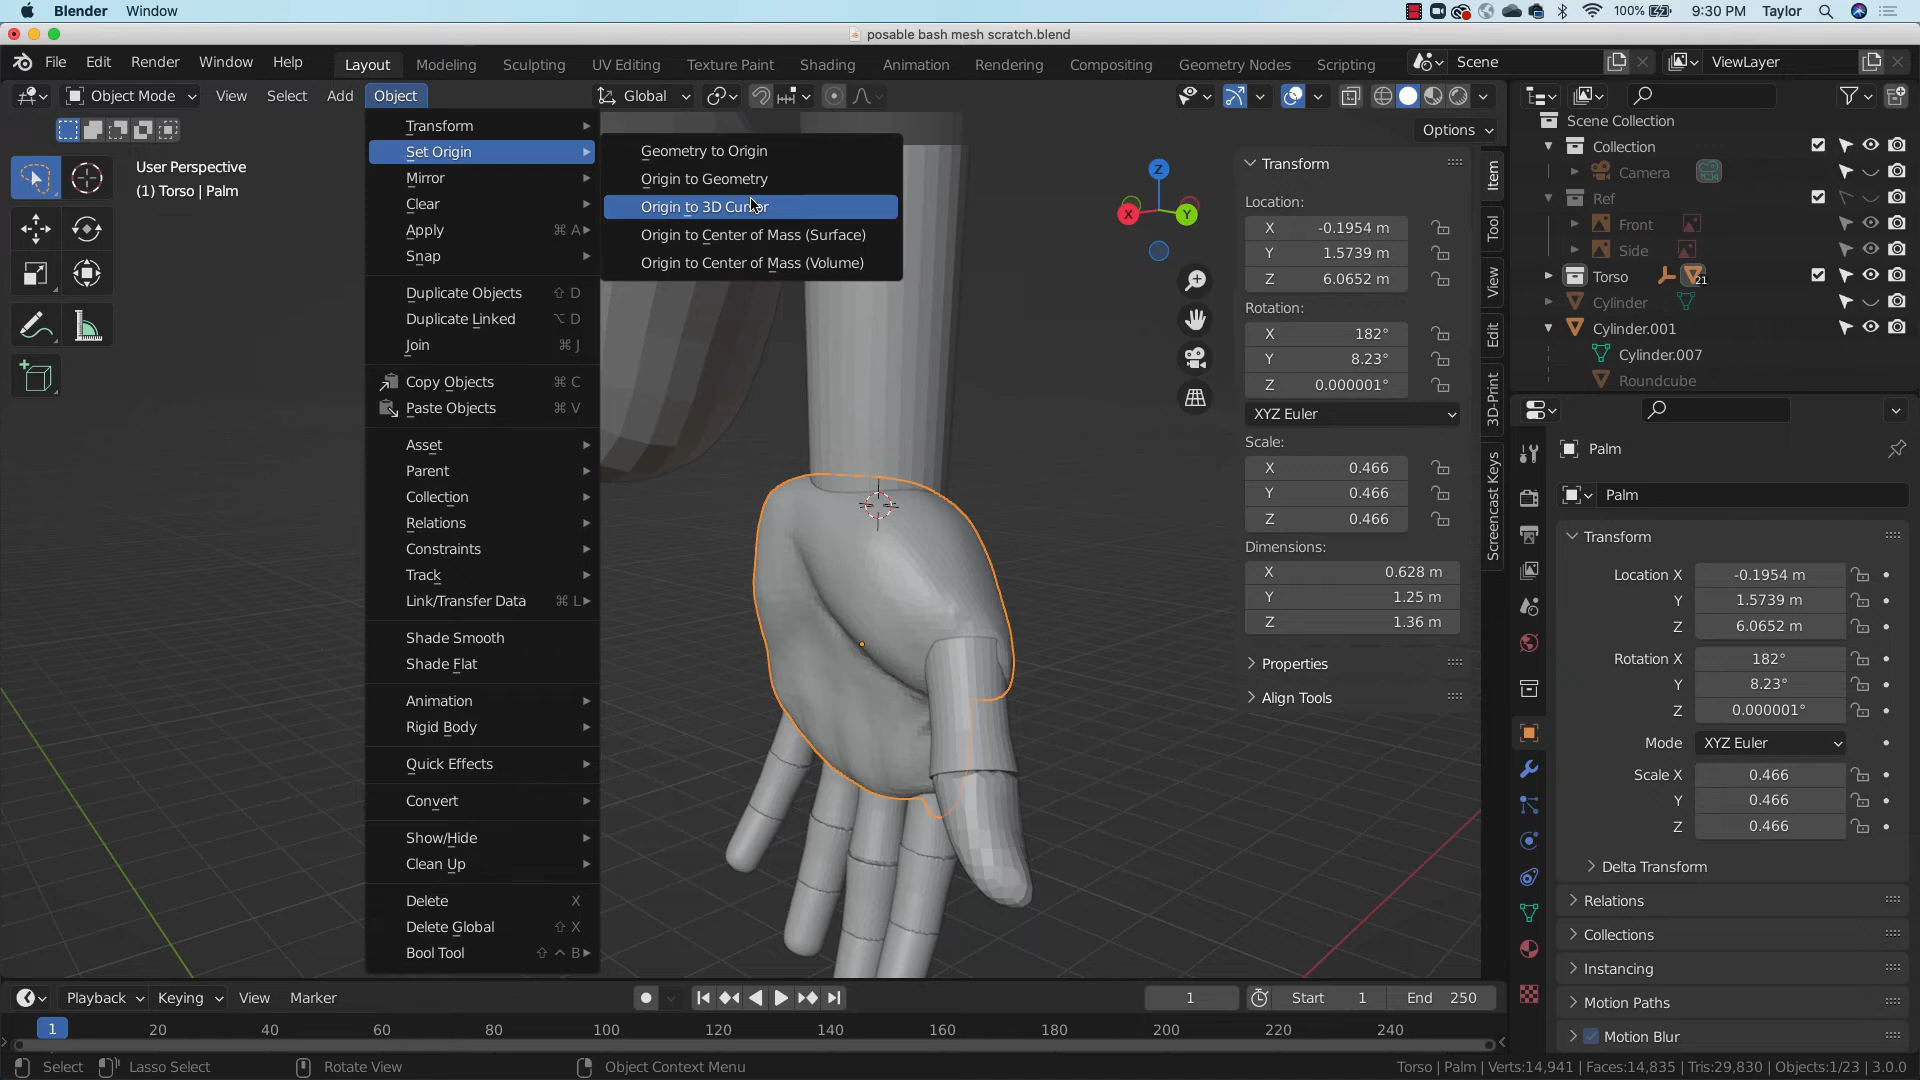 Blender Window
100% 9:30 PM Taylor
posable bash mesh scratch.blend
File Edit Render Window Help
Layout Modeling Sculpting UV Editing Texture Paint Shading Animation Rendering Compositing Geometry Nodes Scripting
Scene
ViewLayer
Object Mode View Select Add Object
Global
Options
User Perspective
(1) Torso | Palm
Transform
Set Origin
Mirror
Clear
Apply ⌘ A
Snap
Duplicate Objects ⇧ D
Duplicate Linked ⌥ D
Join ⌘ J
Copy Objects ⌘ C
Paste Objects ⌘ V
Asset
Parent
Collection
Relations
Constraints
Track
Link/Transfer Data ⌘ L
Shade Smooth
Shade Flat
Animation
Rigid Body
Quick Effects
Convert
Show/Hide
Clean Up
Delete X
Delete Global ⇧ X
Bool Tool ⇧ ^ B
Geometry to Origin
Origin to Geometry
Origin to 3D Cursor
Origin to Center of Mass (Surface)
Origin to Center of Mass (Volume)
Z
X
Y
Transform
Location:
X -0.1954 m
Y 1.5739 m
Z 6.0652 m
Rotation:
X 182°
Y 8.23°
Z 0.000001°
XYZ Euler
Scale:
X 0.466
Y 0.466
Z 0.466
Dimensions:
X 0.628 m
Y 1.25 m
Z 1.36 m
Properties
Align Tools
Item
Tool
View
Edit
3D-Print
Screencast Keys
Scene Collection
Collection
Camera
Ref
Front
Side
Torso 21
Cylinder
Cylinder.001
Cylinder.007
Roundcube
Palm
Palm
Transform
Location X -0.1954 m
Y 1.5739 m
Z 6.0652 m
Rotation X 182°
Y 8.23°
Z 0.000001°
Mode XYZ Euler
Scale X 0.466
Y 0.466
Z 0.466
Delta Transform
Relations
Collections
Instancing
Motion Paths
Motion Blur
Playback Keying View Marker
1 Start 1 End 250
1 20 40 60 80 100 120 140 160 180 200 220 240
Select Lasso Select Rotate View Object Context Menu
Torso | Palm | Verts:14,941 | Faces:14,835 | Tris:29,830 | Objects:1/23 | 3.0.0